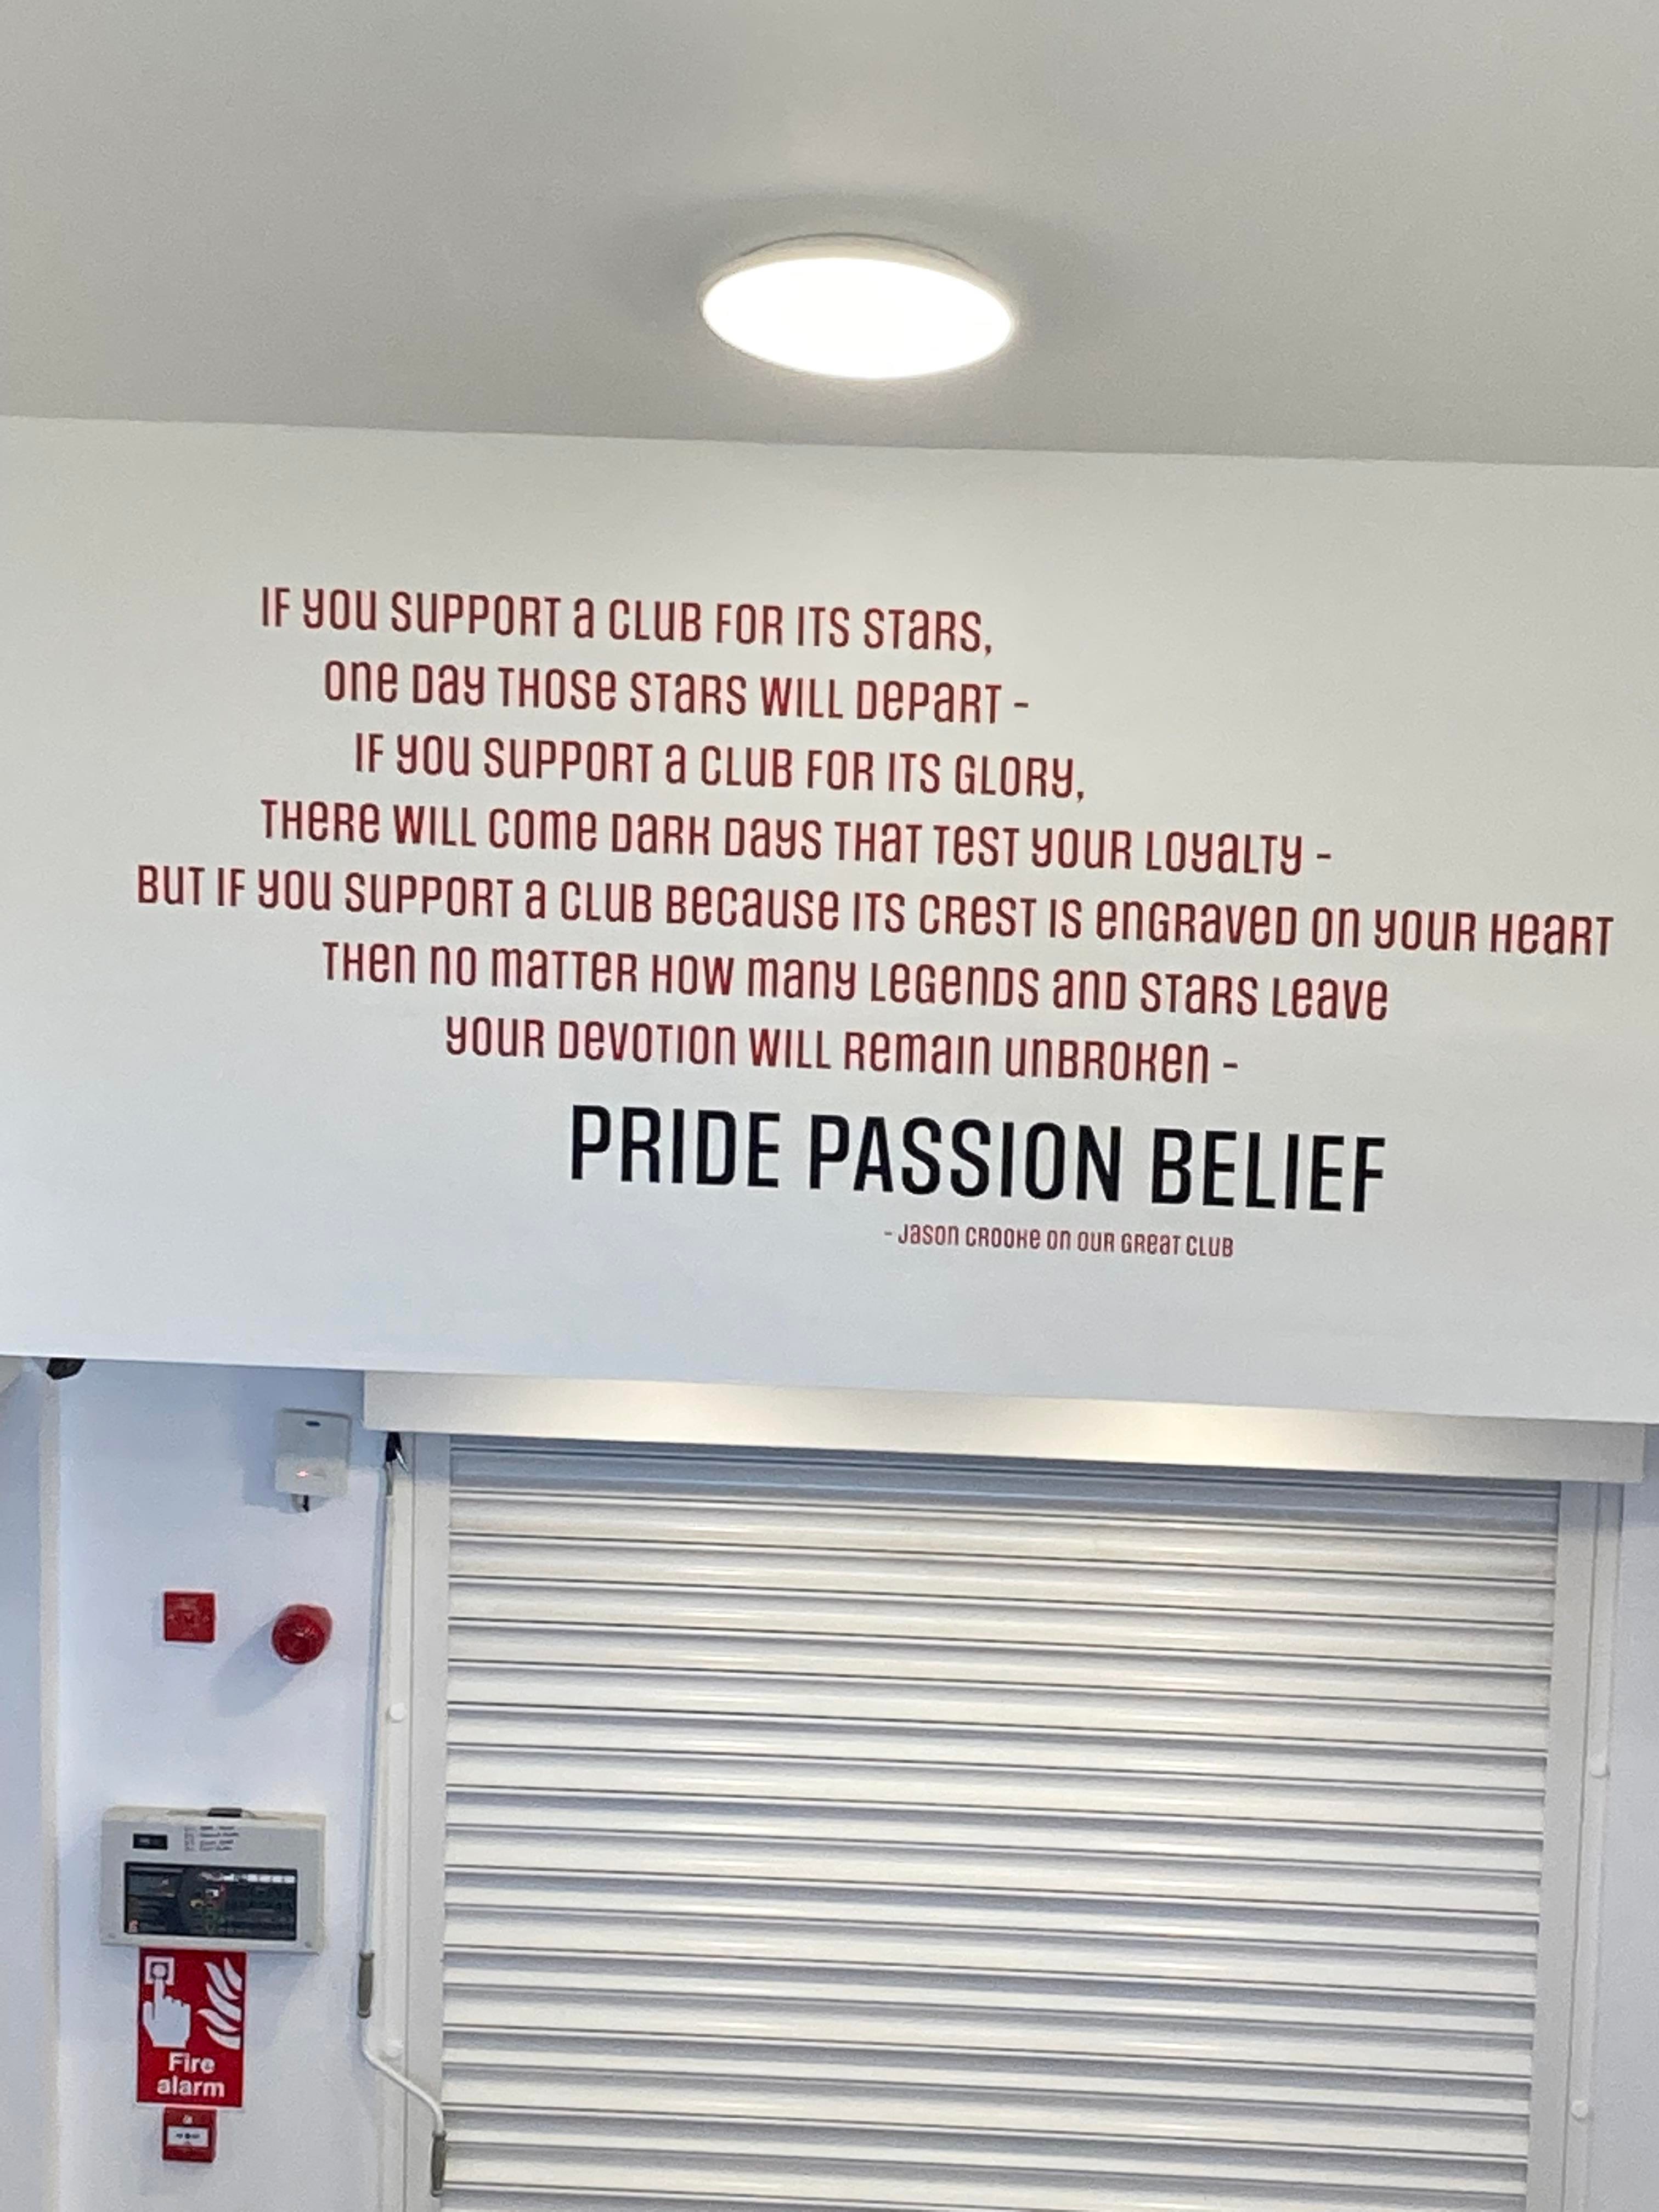 IF YOU SUPPORT a CLUB FOR ITS STARS,
ONE DAY THOSE STARS WILL DEPART -
IF YOU SUPPORT a CLUB FOR ITS GLORY,
THERE WILL COME DARK DAYS THAT TEST YOUR LOYALTY -
BUT IF YOU SUPPORT a CLUB BECAUSE ITS CREST IS ENGRAVED ON YOUR HEART
THEN NO MATTER HOW MANY LEGENDS AND STARS LEAVE
YOUR DEVOTION WILL REMAIN UNBROKEN -
PRIDE PASSION BELIEF
- JASON CROOKE ON OUR GREAT CLUB
Fire
alarm